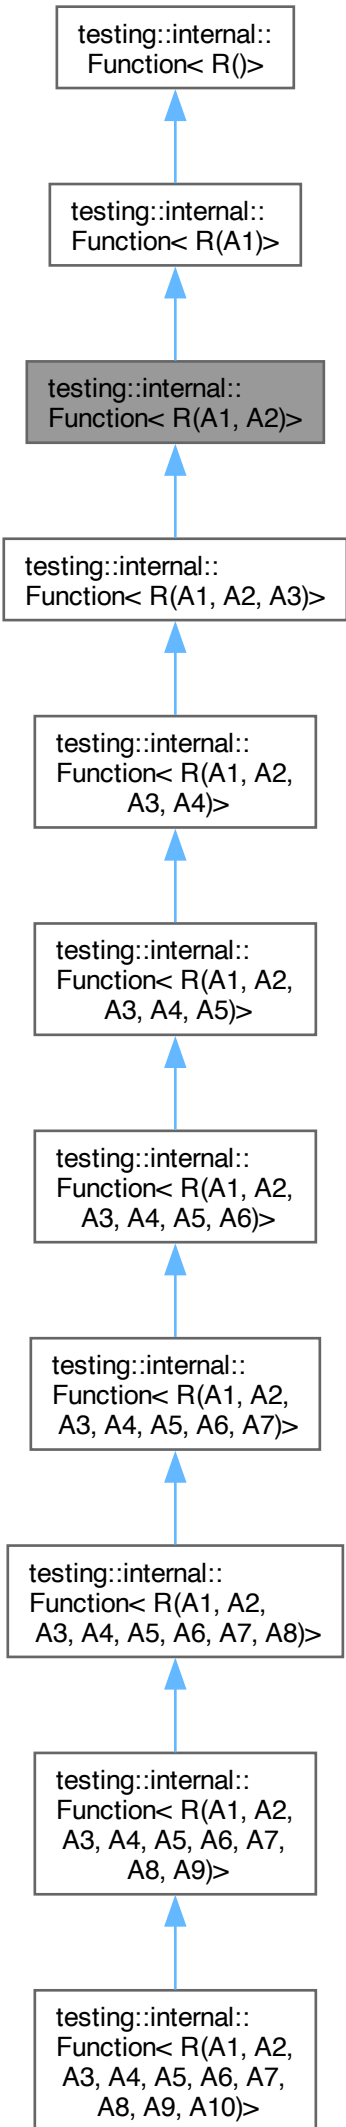 testing::internal::
Function< R()>
testing::internal::
Function< R(A1)>
testing::internal::
Function< R(A1, A2)>
testing::internal::
Function< R(A1, A2, A3)>
testing::internal::
Function< R(A1, A2,
A3, A4)>
testing::internal::
Function< R(A1, A2,
A3, A4, A5)>
testing::internal::
Function< R(A1, A2,
A3, A4, A5, A6)>
testing::internal::
Function< R(A1, A2,
A3, A4, A5, A6, A7)>
testing::internal::
Function< R(A1, A2,
A3, A4, A5, A6, A7, A8)>
testing::internal::
Function< R(A1, A2,
A3, A4, A5, A6, A7,
A8, A9)>
testing::internal::
Function< R(A1, A2,
A3, A4, A5, A6, A7,
A8, A9, A10)>